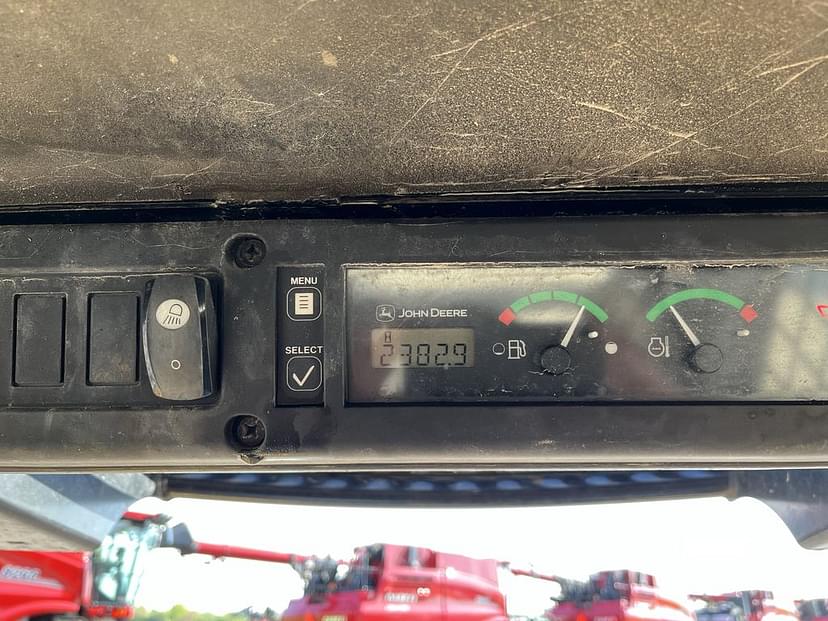 MENU
JOHN DEERE
H
2382.9
SELECT